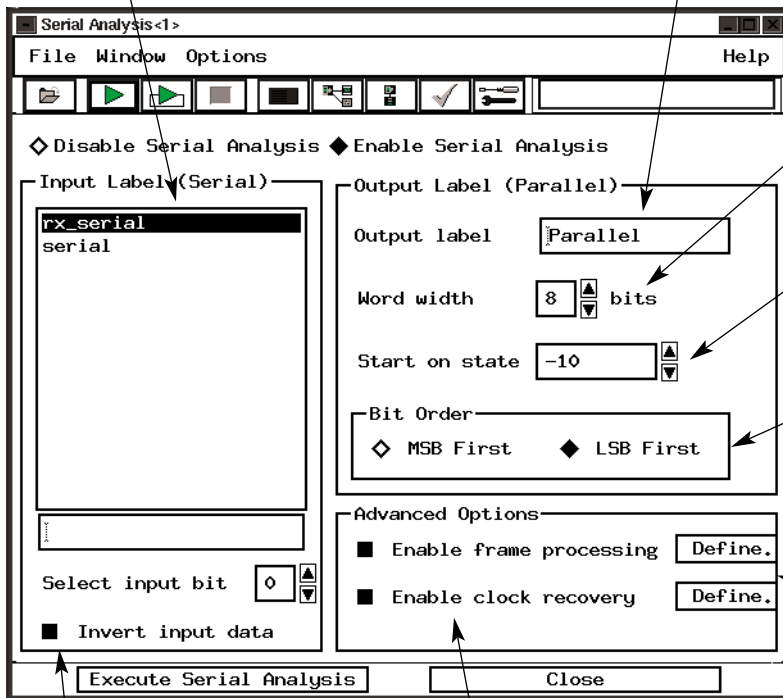 Serial Analysis<1>
File Window Options Help
Disable Serial Analysis Enable Serial Analysis
Input Label (Serial)
rx_serial
serial
Select input bit 0
Invert input data
Output Label (Parallel)
Output label Parallel
Word width 8 bits
Start on state -10
Bit Order
MSB First LSB First
Advanced Options
Enable frame processing Define.
Enable clock recovery Define.
Execute Serial Analysis Close